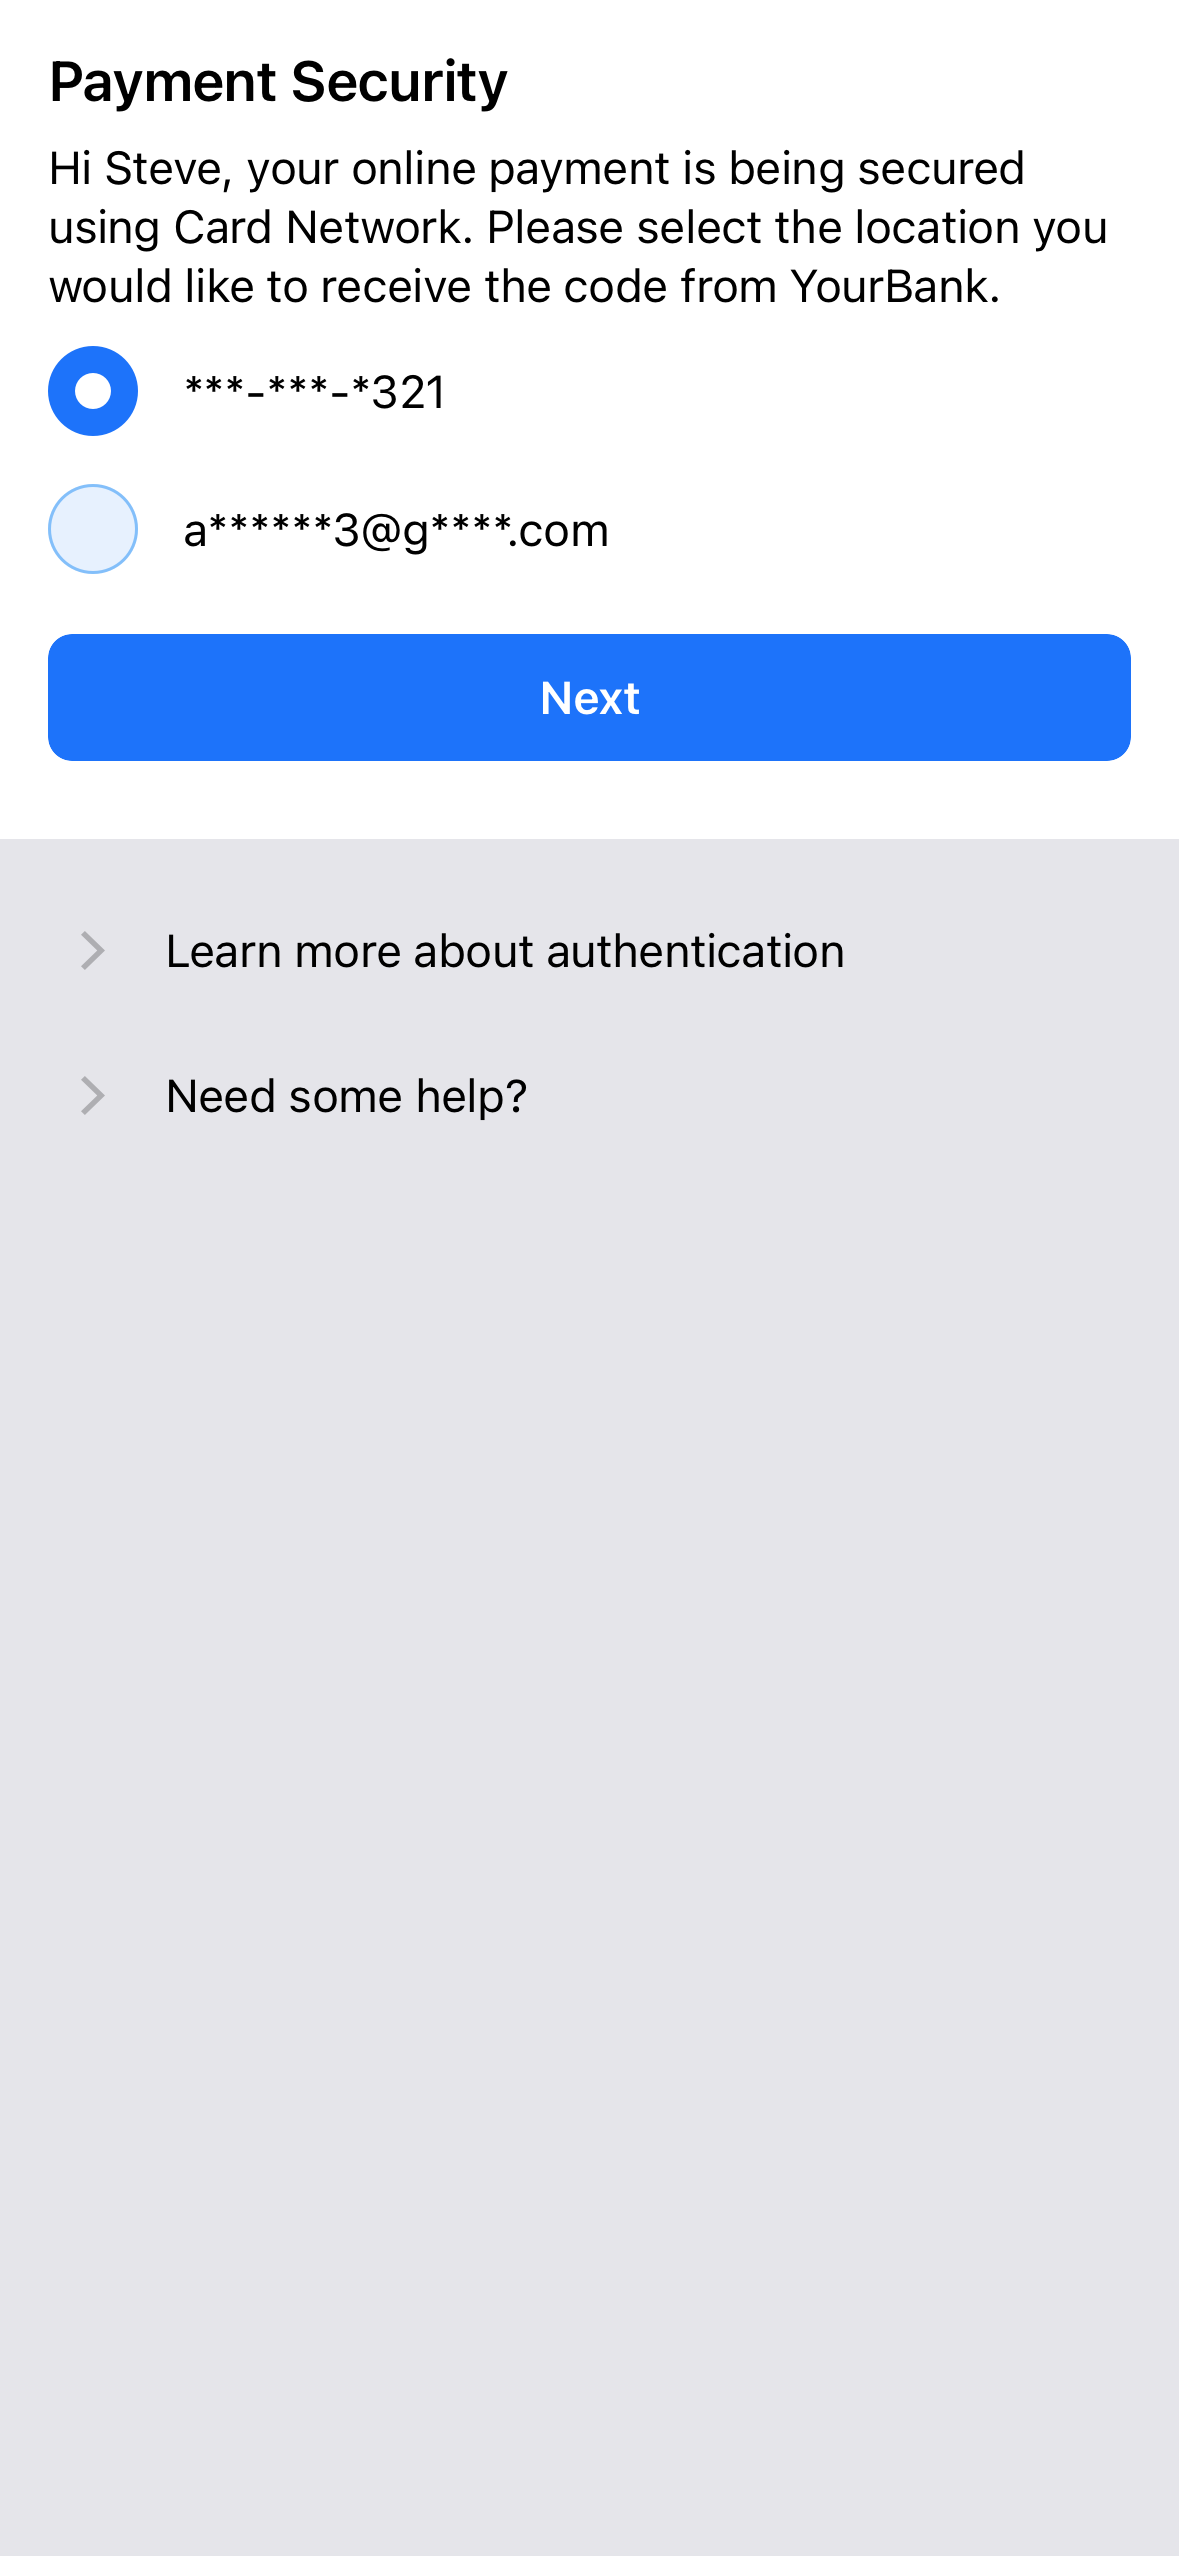 Payment Security
Hi Steve, your online payment is being secured
using Card Network. Please select the location you
would like to receive the code from YourBank.
***-***-*321
a******3@g****.com
Next
Learn more about authentication
Need some help?